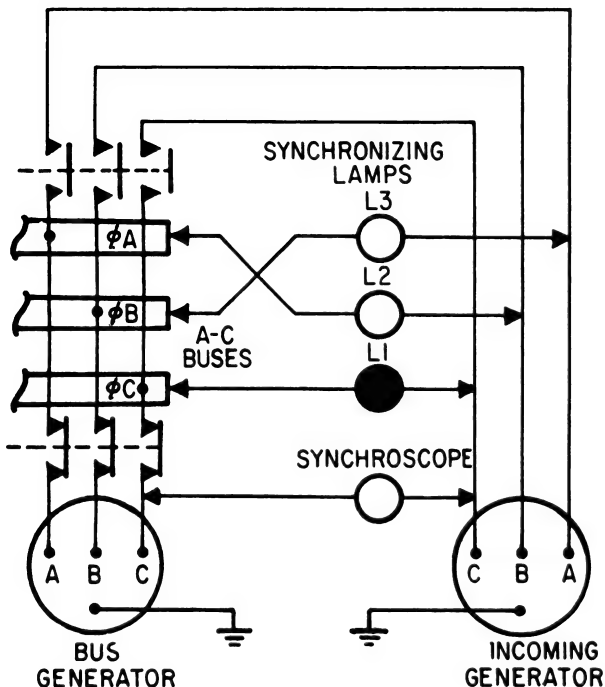 SYNCHRONIZING
LAMPS
L3
φA
L2
φB
A-C
BUSES
L1
φC
SYNCHROSCOPE
A B C
C B A
BUS
GENERATOR
INCOMING
GENERATOR